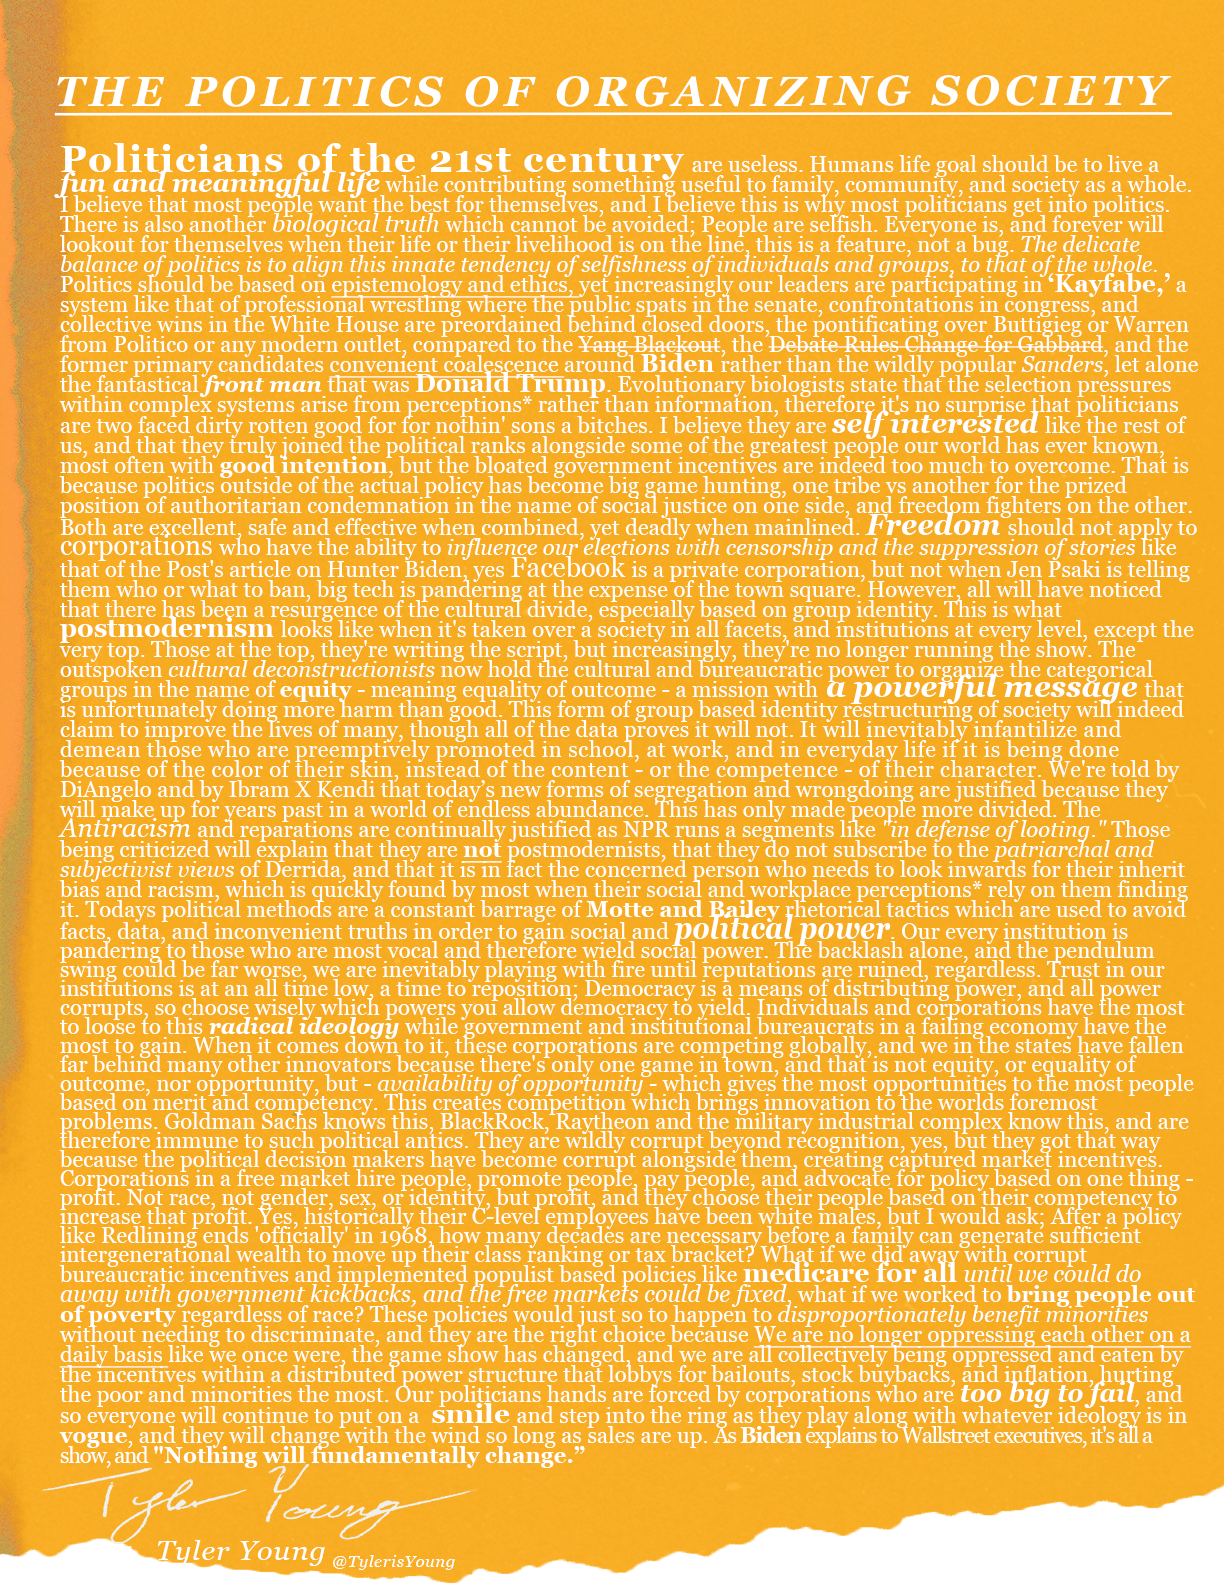 THE POLITICS OF ORGANIZING SOCIETY
Politicians of the 21st century are useless. Humans life goal should be to live a
fun and meaningful life while contributing something useful to family, community, and society as a whole.
I believe that most people want the best for themselves, and I believe this is why most politicians get into politics.
There is also another biological truth which cannot be avoided; People are selfish. Everyone is, and forever will
lookout for themselves when their life or their livelihood is on the line, this is a feature, not a bug. The delicate
balance of politics is to align this innate tendency of selfishness of individuals and groups, to that of the whole.
Politics should be based on epistemology and ethics, yet increasingly our leaders are participating in ‘Kayfabe,’ a
system like that of professional wrestling where the public spats in the senate, confrontations in congress, and
collective wins in the White House are preordained behind closed doors, the pontificating over Buttigieg or Warren
from Politico or any modern outlet, compared to the Yang Blackout, the Debate Rules Change for Gabbard, and the
former primary candidates convenient coalescence around Biden rather than the wildly popular Sanders, let alone
the fantastical front man that was Donald Trump. Evolutionary biologists state that the selection pressures
within complex systems arise from perceptions* rather than information, therefore it's no surprise that politicians
are two faced dirty rotten good for for nothin' sons a bitches. I believe they are self interested like the rest of
us, and that they truly joined the political ranks alongside some of the greatest people our world has ever known,
most often with good intention, but the bloated government incentives are indeed too much to overcome. That is
because politics outside of the actual policy has become big game hunting, one tribe vs another for the prized
position of authoritarian condemnation in the name of social justice on one side, and freedom fighters on the other.
Both are excellent, safe and effective when combined, yet deadly when mainlined. Freedom should not apply to
corporations who have the ability to influence our elections with censorship and the suppression of stories like
that of the Post's article on Hunter Biden, yes Facebook is a private corporation, but not when Jen Psaki is telling
them who or what to ban, big tech is pandering at the expense of the town square. However, all will have noticed
that there has been a resurgence of the cultural divide, especially based on group identity. This is what
postmodernism looks like when it's taken over a society in all facets, and institutions at every level, except the
very top. Those at the top, they're writing the script, but increasingly, they're no longer running the show. The
outspoken cultural deconstructionists now hold the cultural and bureaucratic power to organize the categorical
groups in the name of equity - meaning equality of outcome - a mission with a powerful message that
is unfortunately doing more harm than good. This form of group based identity restructuring of society will indeed
claim to improve the lives of many, though all of the data proves it will not. It will inevitably infantilize and
demean those who are preemptively promoted in school, at work, and in everyday life if it is being done
because of the color of their skin, instead of the content - or the competence - of their character. We're told by
DiAngelo and by Ibram X Kendi that today's new forms of segregation and wrongdoing are justified because they
will make up for years past in a world of endless abundance. This has only made people more divided. The
Antiracism and reparations are continually justified as NPR runs a segments like "in defense of looting." Those
being criticized will explain that they are not postmodernists, that they do not subscribe to the patriarchal and
subjectivist views of Derrida, and that it is in fact the concerned person who needs to look inwards for their inherit
bias and racism, which is quickly found by most when their social and workplace perceptions* rely on them finding
it. Todays political methods are a constant barrage of Motte and Bailey rhetorical tactics which are used to avoid
facts, data, and inconvenient truths in order to gain social and political power. Our every institution is
pandering to those who are most vocal and therefore wield social power. The backlash alone, and the pendulum
swing could be far worse, we are inevitably playing with fire until reputations are ruined, regardless. Trust in our
institutions is at an all time low, a time to reposition; Democracy is a means of distributing power, and all power
corrupts, so choose wisely which powers you allow democracy to yield. Individuals and corporations have the most
to loose to this radical ideology while government and institutional bureaucrats in a failing economy have the
most to gain. When it comes down to it, these corporations are competing globally, and we in the states have fallen
far behind many other innovators because there's only one game in town, and that is not equity, or equality of
outcome, nor opportunity, but - availability of opportunity - which gives the most opportunities to the most people
based on merit and competency. This creates competition which brings innovation to the worlds foremost
problems. Goldman Sachs knows this, BlackRock, Raytheon and the military industrial complex know this, and are
therefore immune to such political antics. They are wildly corrupt beyond recognition, yes, but they got that way
because the political decision makers have become corrupt alongside them, creating captured market incentives.
Corporations in a free market hire people, promote people, pay people, and advocate for policy based on one thing -
profit. Not race, not gender, sex, or identity, but profit, and they choose their people based on their competency to
increase that profit. Yes, historically their C-level employees have been white males, but I would ask; After a policy
like Redlining ends 'officially' in 1968, how many decades are necessary before a family can generate sufficient
intergenerational wealth to move up their class ranking or tax bracket? What if we did away with corrupt
bureaucratic incentives and implemented populist based policies like medicare for all until we could do
away with government kickbacks, and the free markets could be fixed, what if we worked to bring people out
of poverty regardless of race? These policies would just so to happen to disproportionately benefit minorities
without needing to discriminate, and they are the right choice because We are no longer oppressing each other on a
daily basis like we once were, the game show has changed, and we are all collectively being oppressed and eaten by
the incentives within a distributed power structure that lobbys for bailouts, stock buybacks, and inflation, hurting
the poor and minorities the most. Our politicians hands are forced by corporations who are too big to fail, and
so everyone will continue to put on a smile and step into the ring as they play along with whatever ideology is in
vogue, and they will change with the wind so long as sales are up. As Biden explains to Wallstreet executives, it's all a
show, and "Nothing will fundamentally change.”
Tyler Young
Tyler Young @TylerisYoung